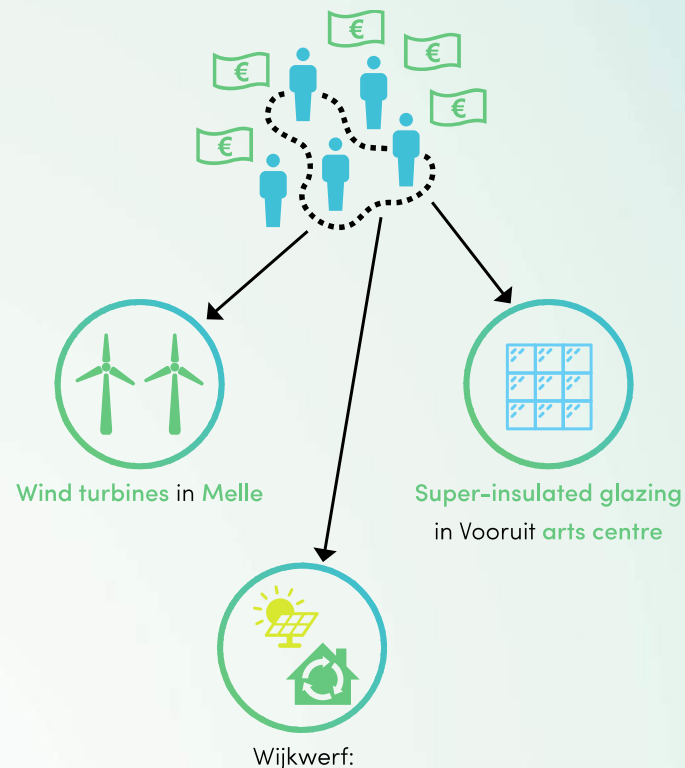 €
€
€
€
€
Wind turbines in Melle
Super-insulated glazing
in Vooruit arts centre
Wijkwerf: